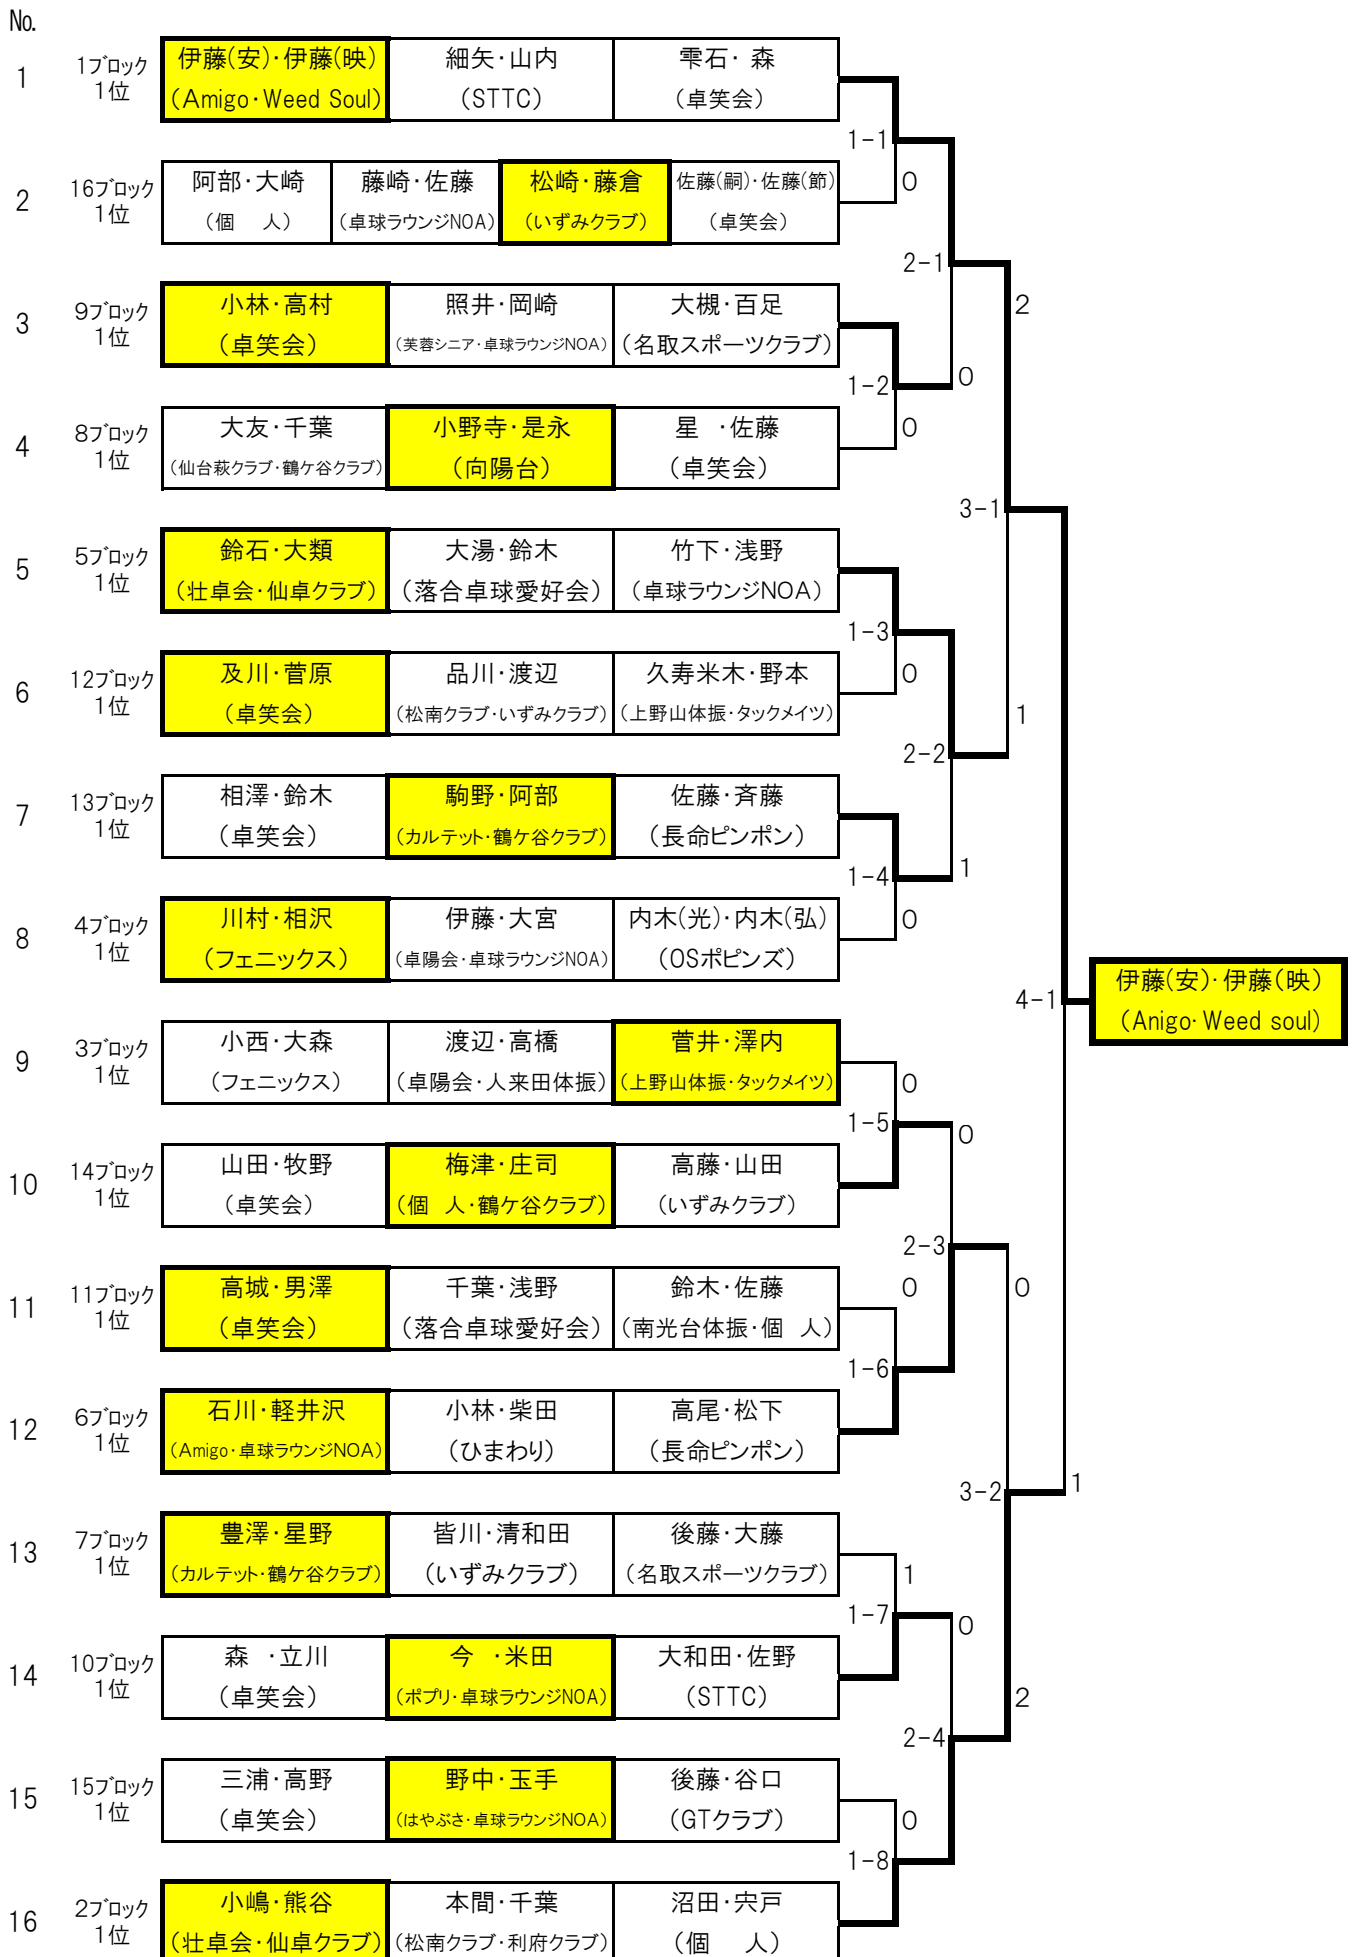 No.
1 1ブロック 1位 伊藤(安)・伊藤(映) 細矢・山内 雫石・ 森
(Amigo・Weed Soul) (STTC) (卓笑会)
1-1
0
2 16ブロック 1位 阿部・大崎 藤崎・佐藤 松崎・藤倉 佐藤(嗣)・佐藤(節)
(個 人) (卓球ラウンジNOA) (いずみクラブ) (卓笑会)
2-1
2
3 9ブロック 1位 小林・高村 照井・岡崎 大槻・百足
(卓笑会) (芙蓉シニア・卓球ラウンジNOA) (名取スポーツクラブ)
1-2
0
0
4 8ブロック 1位 大友・千葉 小野寺・是永 星 ・佐藤
(仙台萩クラブ・鶴ケ谷クラブ) (向陽台) (卓笑会)
3-1
5 5ブロック 1位 鈴石・大類 大湯・鈴木 竹下・浅野
(壮卓会・仙卓クラブ) (落合卓球愛好会) (卓球ラウンジNOA)
1-3
0
6 12ブロック 1位 及川・菅原 品川・渡辺 久寿米木・野本
(卓笑会) (松南クラブ・いずみクラブ) (上野山体振・タックメイツ)
1
2-2
7 13ブロック 1位 相澤・鈴木 駒野・阿部 佐藤・斉藤
(卓笑会) (カルテット・鶴ケ谷クラブ) (長命ピンポン)
1-4
1
0
8 4ブロック 1位 川村・相沢 伊藤・大宮 内木(光)・内木(弘)
(フェニックス) (卓陽会・卓球ラウンジNOA) (OSポピンズ)
4-1
伊藤(安)・伊藤(映)
(Anigo・Weed soul)
9 3ブロック 1位 小西・大森 渡辺・高橋 菅井・澤内
(フェニックス) (卓陽会・人来田体振) (上野山体振・タックメイツ)
0
1-5
0
10 14ブロック 1位 山田・牧野 梅津・庄司 高藤・山田
(卓笑会) (個 人・鶴ケ谷クラブ) (いずみクラブ)
2-3
0
0
11 11ブロック 1位 高城・男澤 千葉・浅野 鈴木・佐藤
(卓笑会) (落合卓球愛好会) (南光台体振・個 人)
1-6
12 6ブロック 1位 石川・軽井沢 小林・柴田 高尾・松下
(Amigo・卓球ラウンジNOA) (ひまわり) (長命ピンポン)
3-2
1
13 7ブロック 1位 豊澤・星野 皆川・清和田 後藤・大藤
(カルテット・鶴ケ谷クラブ) (いずみクラブ) (名取スポーツクラブ)
1
1-7
0
14 10ブロック 1位 森 ・立川 今 ・米田 大和田・佐野
(卓笑会) (ポプリ・卓球ラウンジNOA) (STTC)
2
2-4
15 15ブロック 1位 三浦・高野 野中・玉手 後藤・谷口
(卓笑会) (はやぶさ・卓球ラウンジNOA) (GTクラブ)
0
1-8
16 2ブロック 1位 小嶋・熊谷 本間・千葉 沼田・宍戸
(壮卓会・仙卓クラブ) (松南クラブ・利府クラブ) (個 人)